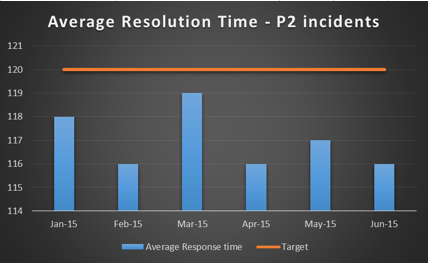 Average Resolution Time - P2 incidents
121
120
119
118
117
116
115
114
Jan-15 Feb-15 Mar-15 Apr-15 May-15 Jun-15
Average Response time Target